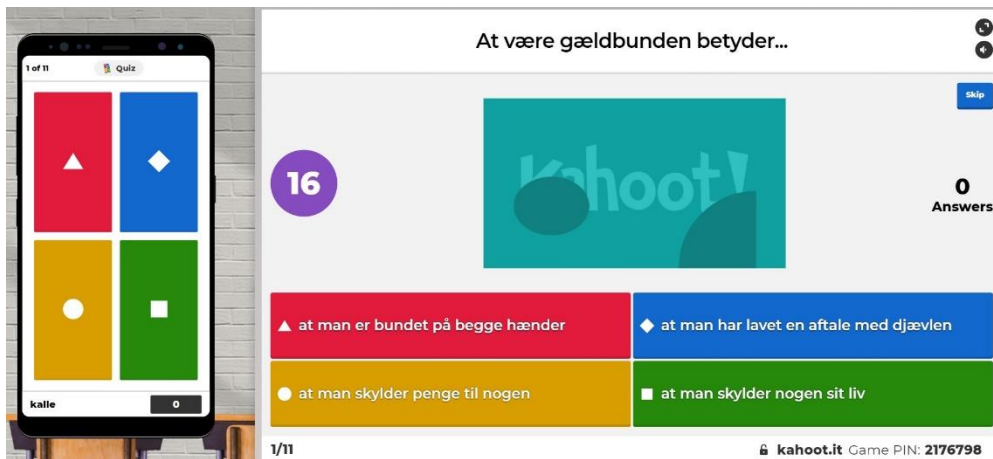 1 of 11
Quiz
kalle
0
At være gældbunden betyder...
Skip
16
Kahoot!
0
Answers
at man er bundet på begge hænder
at man har lavet en aftale med djævlen
at man skylder penge til nogen
at man skylder nogen sit liv
1/11
kahoot.it Game PIN: 2176798